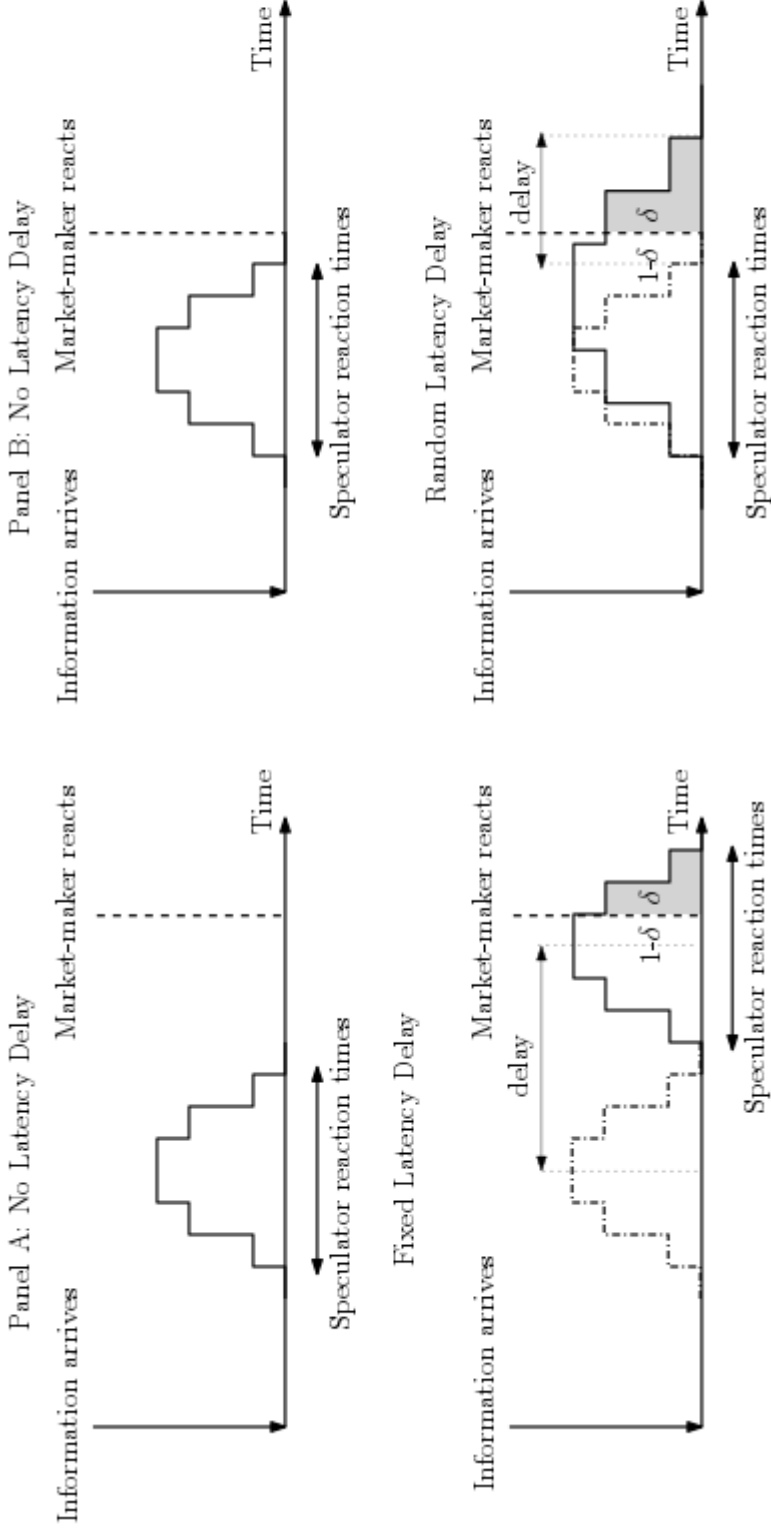 Panel A: No Latency Delay
Information arrives
Market-maker reacts
Time
Speculator reaction times
Fixed Latency Delay
Information arrives
Market-maker reacts
delay
1-δ
δ
Time
Speculator reaction times
Panel B: No Latency Delay
Information arrives
Market-maker reacts
Time
Speculator reaction times
Random Latency Delay
Information arrives
Market-maker reacts
delay
1-δ
δ
Time
Speculator reaction times